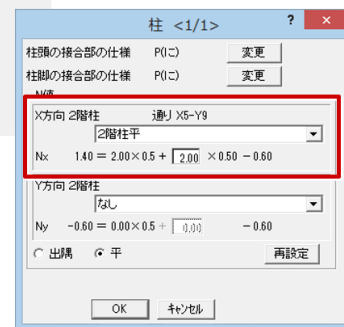 柱 <1/1>
? ×
柱頭の接合部の仕様 P(に) 変更
柱脚の接合部の仕様 P(に) 変更
N値
X方向 2階柱 通り X5-Y9
2階柱平
Nx 1.40 = 2.00×0.5 + 2.00 ×0.50 -0.60
Y方向 2階柱
なし
Ny -0.60 = 0.00×0.5 + 0.00 -0.60
出隅 平 再設定
OK キャンセル